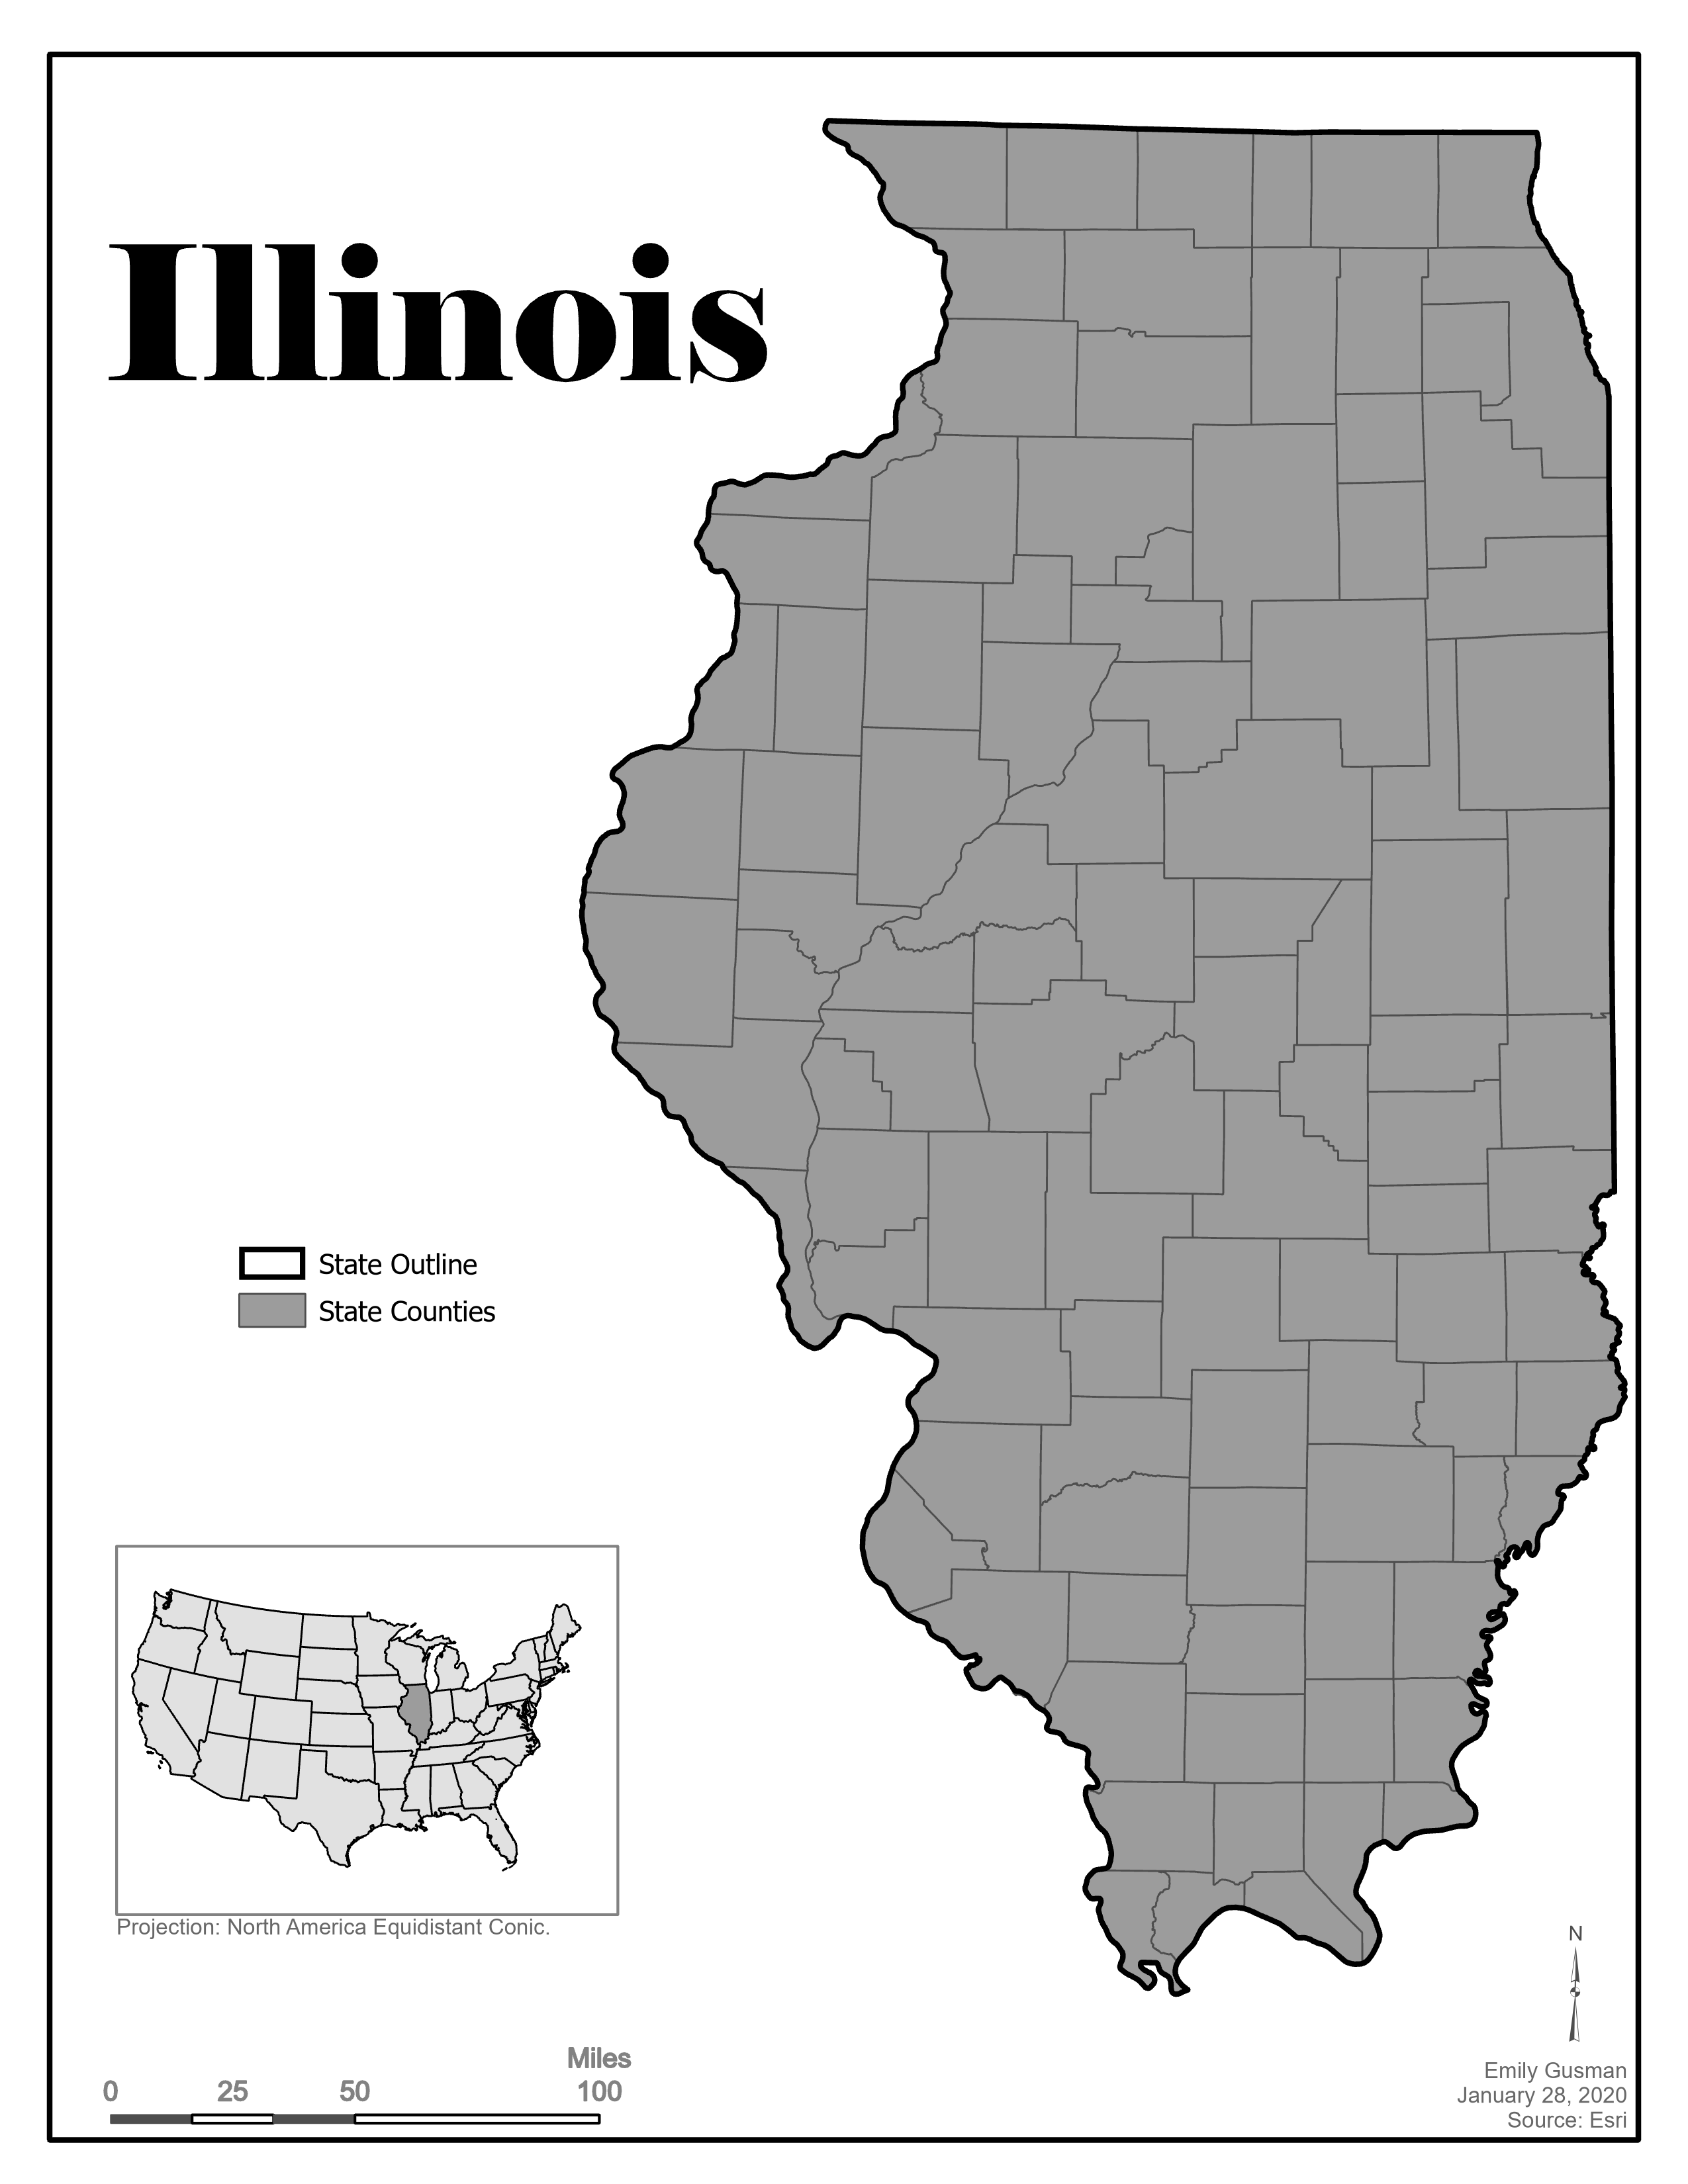 Illinois
State Outline
State Counties
Projection: North America Equidistant Conic.
Miles
0 25 50 100
N
Emily Gusman
January 28, 2020
Source: Esri